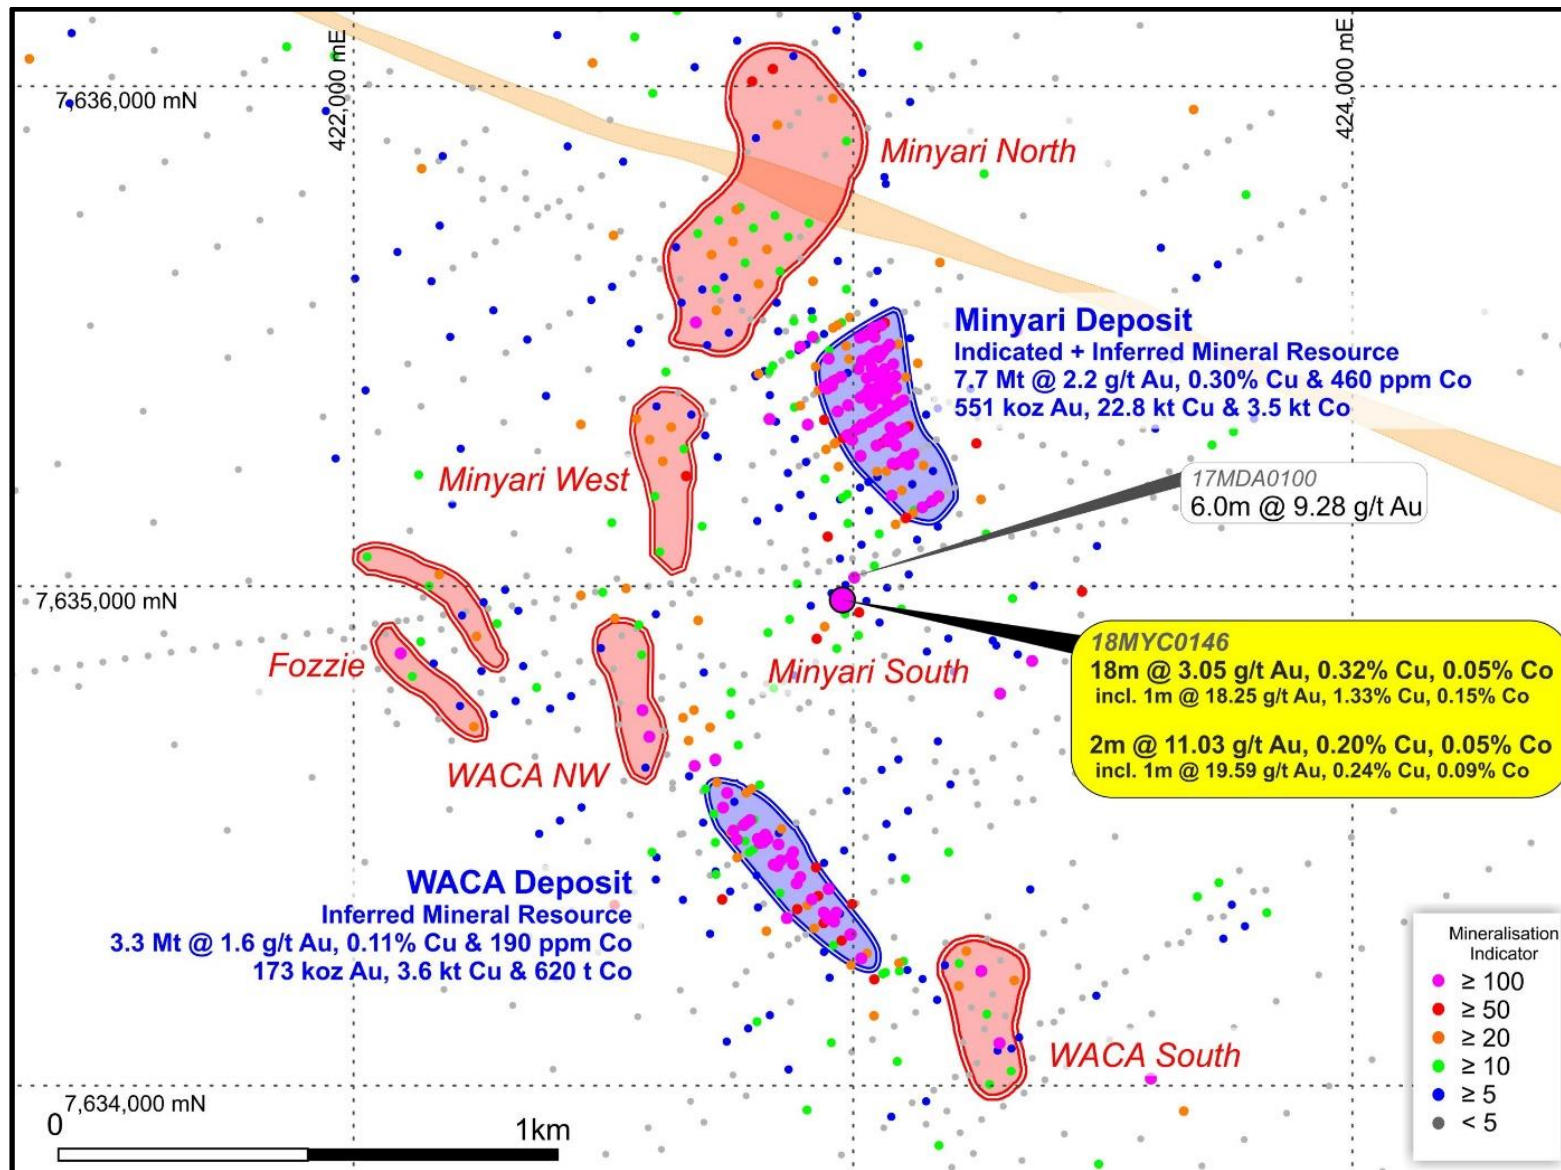 422,000 mE
424,000 mE
7,636,000 mN
Minyari North
Minyari Deposit
Indicated + Inferred Mineral Resource
7.7 Mt @ 2.2 g/t Au, 0.30% Cu & 460 ppm Co
551 koz Au, 22.8 kt Cu & 3.5 kt Co
Minyari West
17MDA0100
6.0m @ 9.28 g/t Au
7,635,000 mN
18MYC0146
18m @ 3.05 g/t Au, 0.32% Cu, 0.05% Co
incl. 1m @ 18.25 g/t Au, 1.33% Cu, 0.15% Co
2m @ 11.03 g/t Au, 0.20% Cu, 0.05% Co
incl. 1m @ 19.59 g/t Au, 0.24% Cu, 0.09% Co
Fozzie
Minyari South
WACA NW
WACA Deposit
Inferred Mineral Resource
3.3 Mt @ 1.6 g/t Au, 0.11% Cu & 190 ppm Co
173 koz Au, 3.6 kt Cu & 620 t Co
WACA South
7,634,000 mN
0 1km
Mineralisation
Indicator
≥ 100
≥ 50
≥ 20
≥ 10
≥ 5
< 5